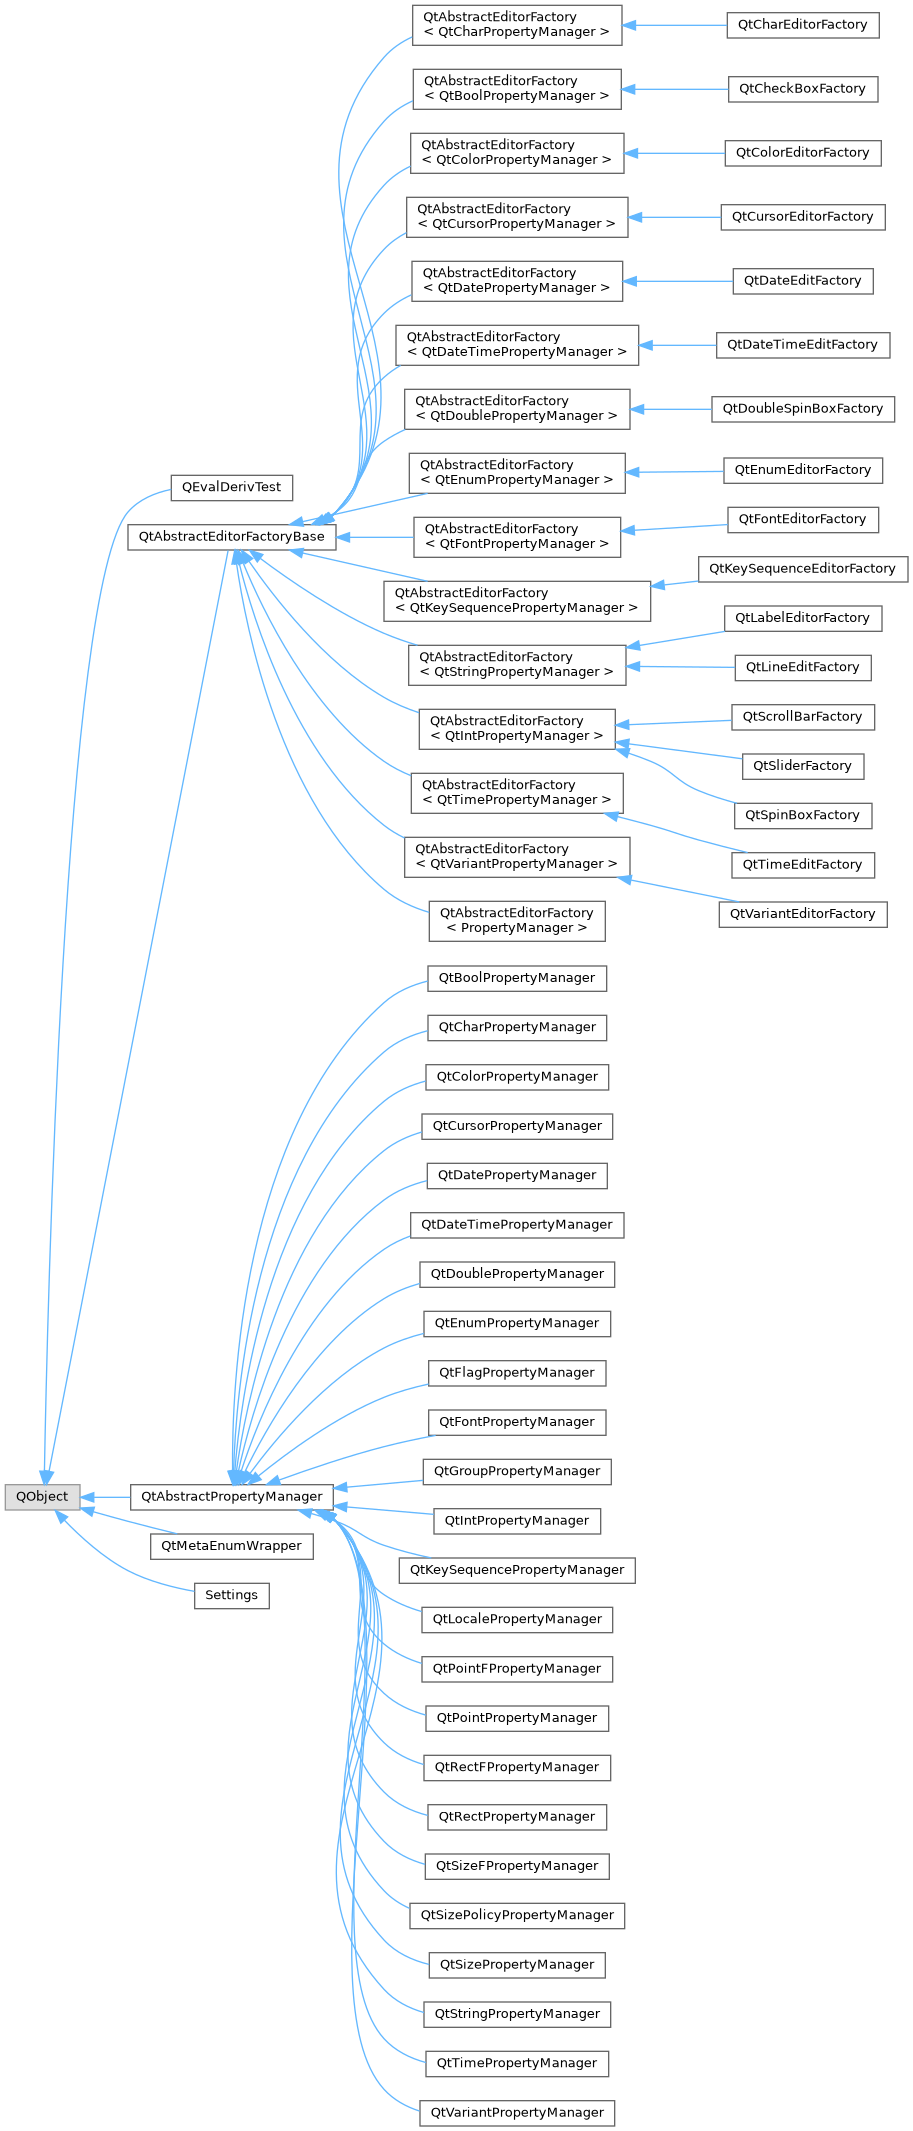 QtAbstractEditorFactory
< QtCharPropertyManager >
QtCharEditorFactory
QtAbstractEditorFactory
< QtBoolPropertyManager >
QtCheckBoxFactory
QtAbstractEditorFactory
< QtColorPropertyManager >
QtColorEditorFactory
QtAbstractEditorFactory
< QtCursorPropertyManager >
QtCursorEditorFactory
QtAbstractEditorFactory
< QtDatePropertyManager >
QtDateEditFactory
QtAbstractEditorFactory
< QtDateTimePropertyManager >
QtDateTimeEditFactory
QtAbstractEditorFactory
< QtDoublePropertyManager >
QtDoubleSpinBoxFactory
QtAbstractEditorFactory
< QtEnumPropertyManager >
QtEnumEditorFactory
QEvalDerivTest
QtAbstractEditorFactoryBase
QtAbstractEditorFactory
< QtFontPropertyManager >
QtFontEditorFactory
QtAbstractEditorFactory
< QtKeySequencePropertyManager >
QtKeySequenceEditorFactory
QtAbstractEditorFactory
< QtStringPropertyManager >
QtLabelEditorFactory
QtLineEditFactory
QtAbstractEditorFactory
< QtIntPropertyManager >
QtScrollBarFactory
QtSliderFactory
QtSpinBoxFactory
QtAbstractEditorFactory
< QtTimePropertyManager >
QtTimeEditFactory
QtAbstractEditorFactory
< QtVariantPropertyManager >
QtVariantEditorFactory
QtAbstractEditorFactory
< PropertyManager >
QtBoolPropertyManager
QtCharPropertyManager
QtColorPropertyManager
QtCursorPropertyManager
QtDatePropertyManager
QtDateTimePropertyManager
QtDoublePropertyManager
QtEnumPropertyManager
QtFlagPropertyManager
QtFontPropertyManager
QtGroupPropertyManager
QObject
QtAbstractPropertyManager
QtIntPropertyManager
QtMetaEnumWrapper
QtKeySequencePropertyManager
Settings
QtLocalePropertyManager
QtPointFPropertyManager
QtPointPropertyManager
QtRectFPropertyManager
QtRectPropertyManager
QtSizeFPropertyManager
QtSizePolicyPropertyManager
QtSizePropertyManager
QtStringPropertyManager
QtTimePropertyManager
QtVariantPropertyManager